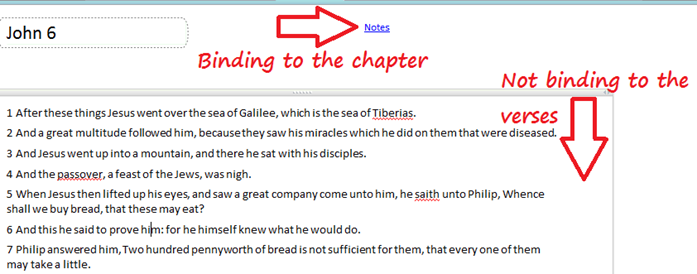 John 6
Notes
Binding to the chapter
Not binding to the
verses
1 After these things Jesus went over the sea of Galilee, which is the sea of Tiberias.
2 And a great multitude followed him, because they saw his miracles which he did on them that were diseased.
3 And Jesus went up into a mountain, and there he sat with his disciples.
4 And the passover, a feast of the Jews, was nigh.
5 When Jesus then lifted up his eyes, and saw a great company come unto him, he saith unto Philip, Whence
shall we buy bread, that these may eat?
6 And this he said to prove him: for he himself knew what he would do.
7 Philip answered him, Two hundred pennyworth of bread is not sufficient for them, that every one of them
may take a little.